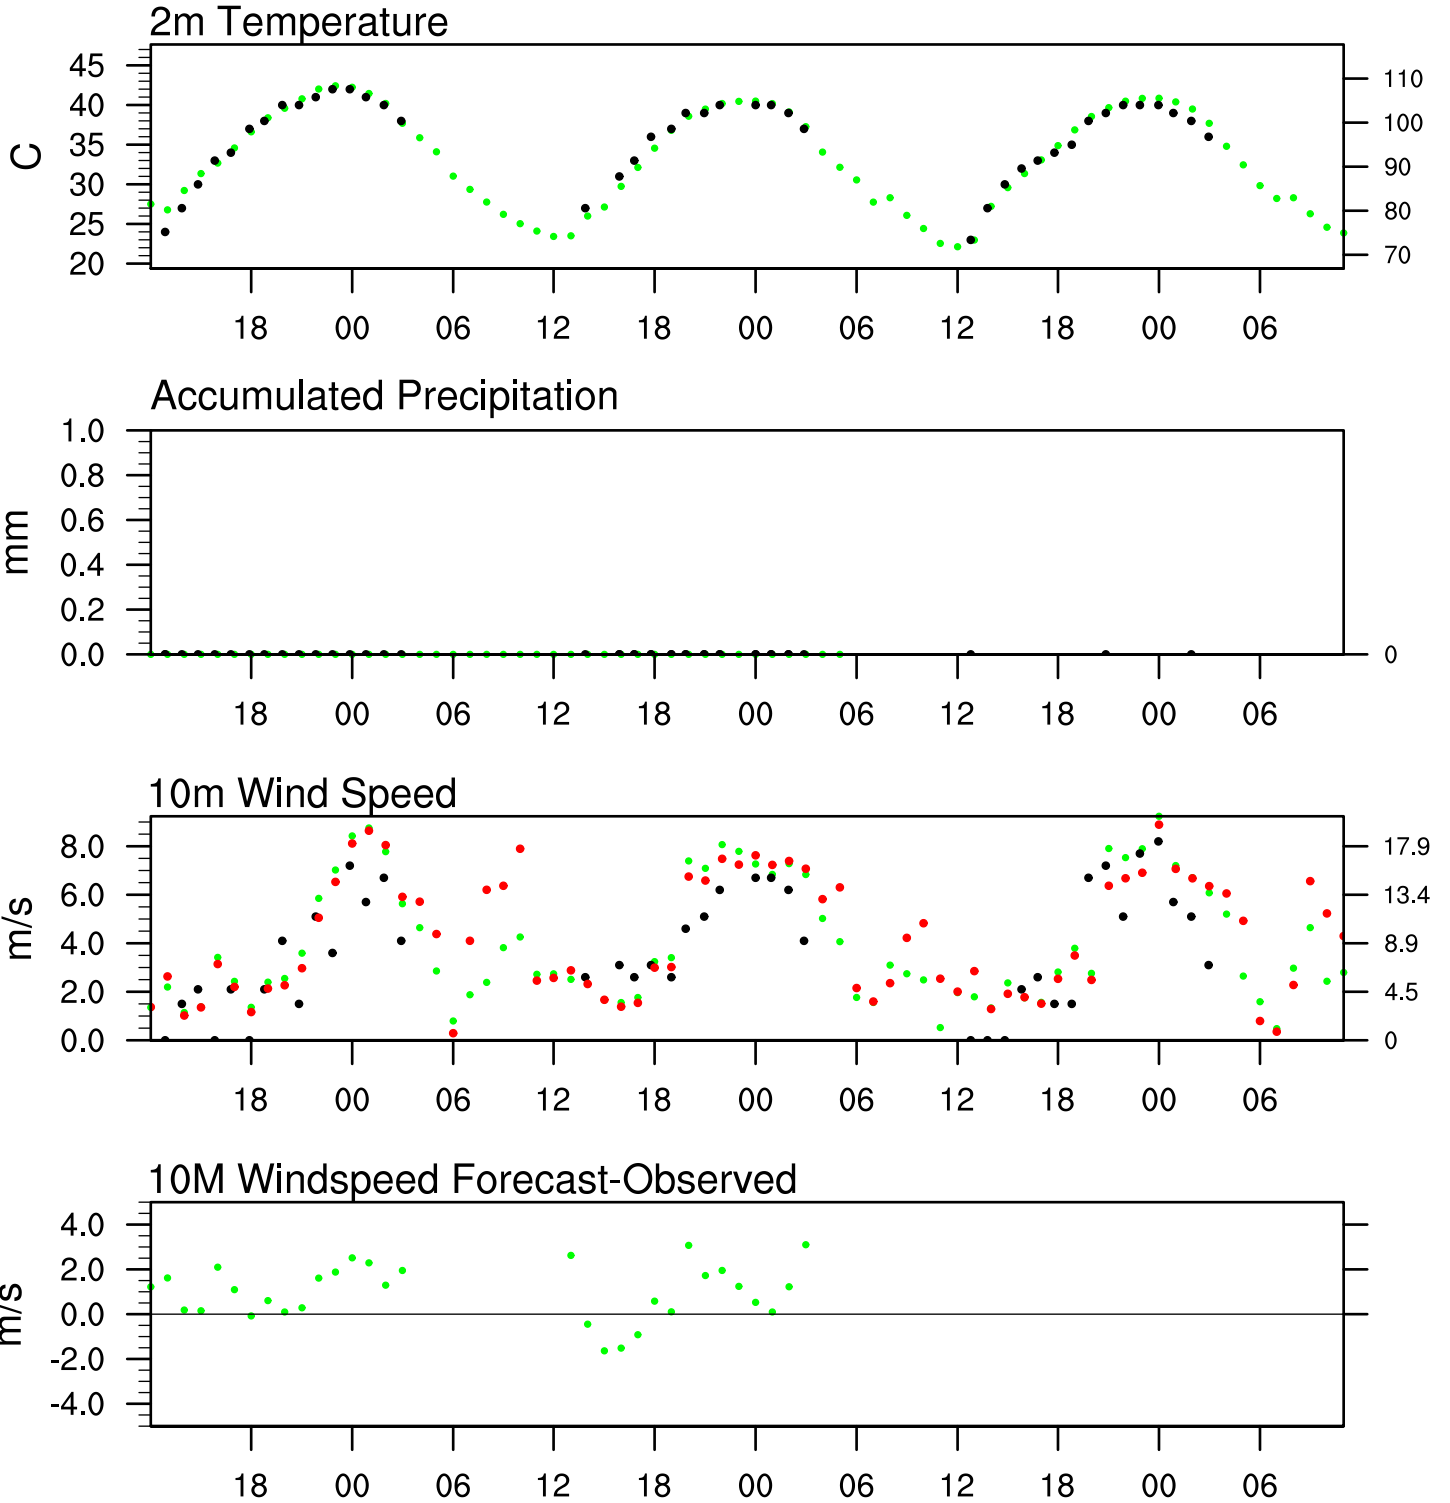 2m Temperature
45
40
35
30
25
20
C
110
100
90
80
70
18 00 06 12 18 00 06 12 18 00 06
Accumulated Precipitation
1.0
0.8
0.6
0.4
0.2
0.0
mm
0
18 00 06 12 18 00 06 12 18 00 06
10m Wind Speed
8.0
6.0
4.0
2.0
0.0
m/s
17.9
13.4
8.9
4.5
0
18 00 06 12 18 00 06 12 18 00 06
10M Windspeed Forecast-Observed
4.0
2.0
0.0
-2.0
-4.0
m/s
18 00 06 12 18 00 06 12 18 00 06